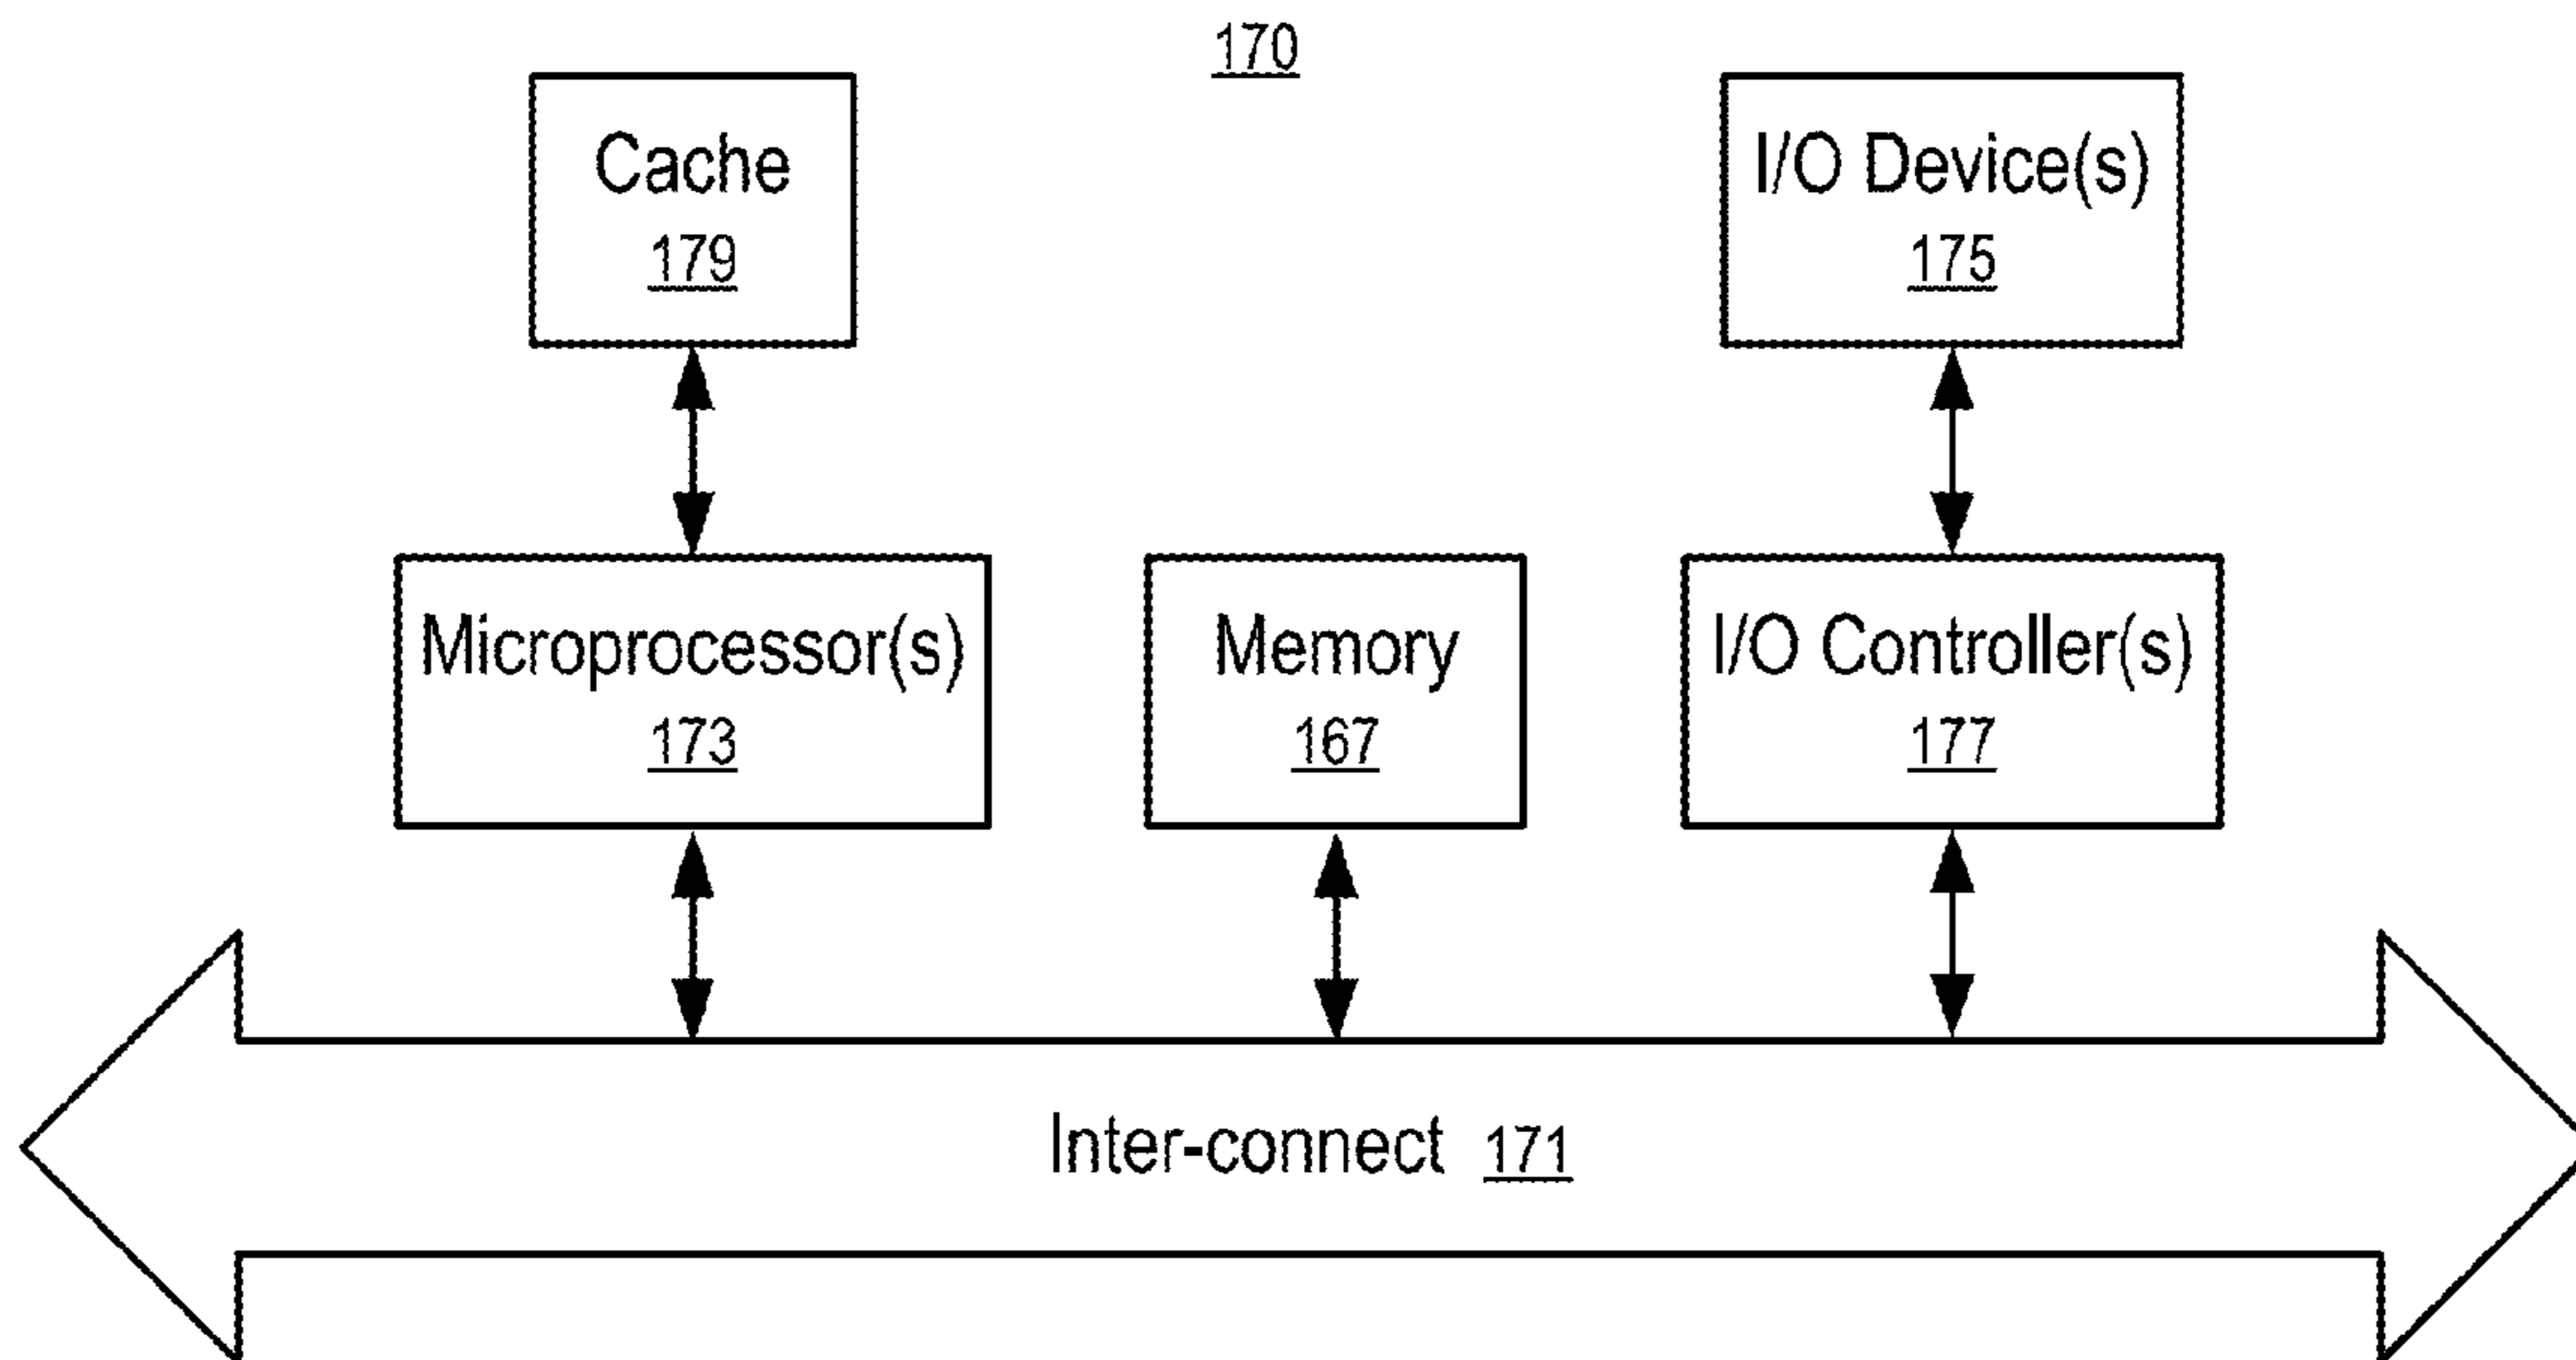 170
Cache
179
I/O Device(s)
175
Microprocessor(s)
173
Memory
167
I/O Controller(s)
177
Inter-connect 171